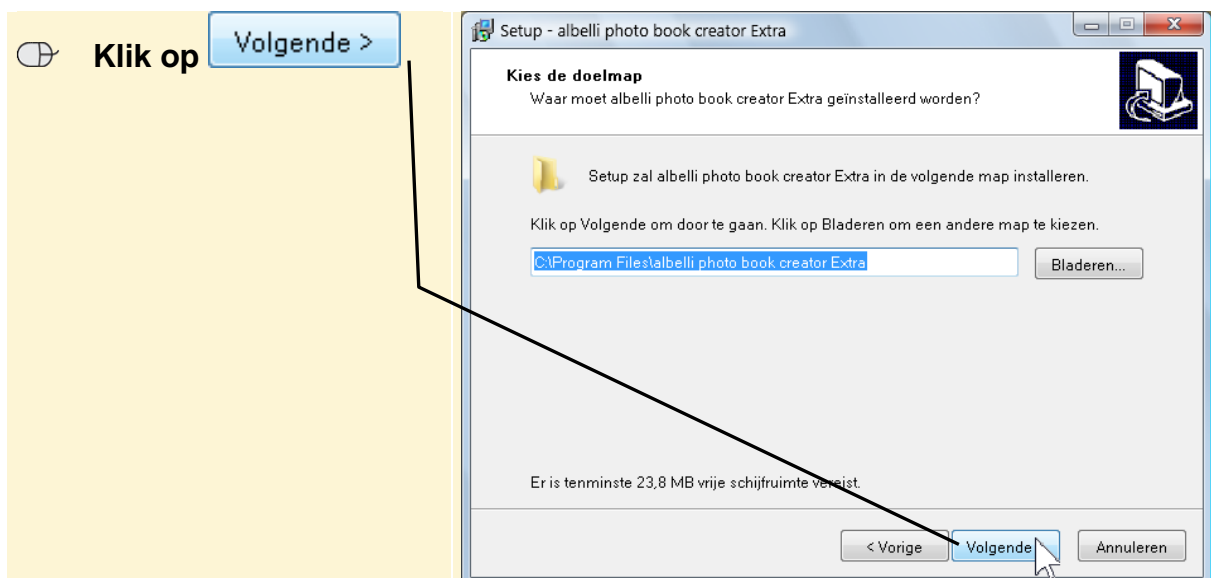 Klik op Volgende >
Setup - albelli photo book creator Extra
Kies de doelmap
Waar moet albelli photo book creator Extra geïnstalleerd worden?
Setup zal albelli photo book creator Extra in de volgende map installeren.
Klik op Volgende om door te gaan. Klik op Bladeren om een andere map te kiezen.
C:\Program Files\albelli photo book creator Extra
Bladeren...
Er is tenminste 23,8 MB vrije schijfruimte vereist.
< Vorige
Volgende
Annuleren